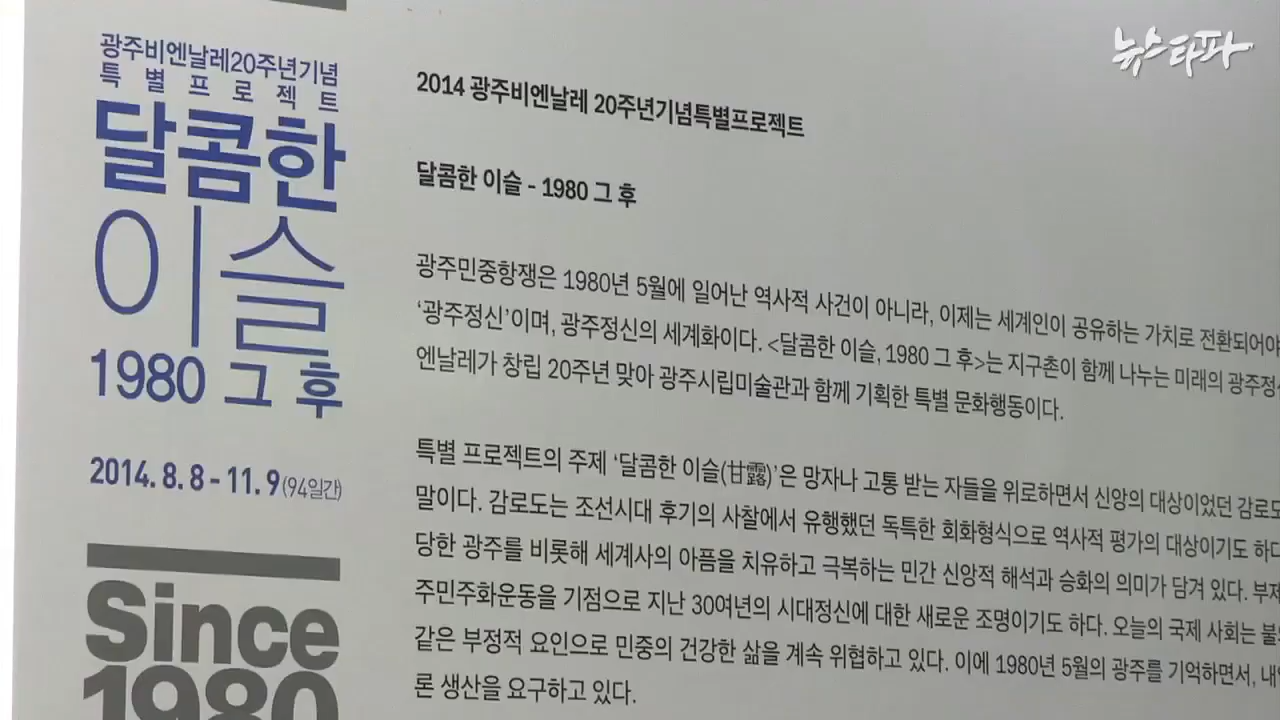 뉴스타파
광주비엔날레20주년기념
특별프로젝트
달콤한
이슬
1980 그 후
2014. 8. 8 - 11. 9 (94일간)
Since
1980
2014 광주비엔날레 20주년기념특별프로젝트
달콤한 이슬 - 1980 그 후
광주민중항쟁은 1980년 5월에 일어난 역사적 사건이 아니라, 이제는 세계인이 공유하는 가치로 전환되어야
‘광주정신’이며, 광주정신의 세계화이다. <달콤한 이슬, 1980 그 후>는 지구촌이 함께 나누는 미래의 광주정신
엔날레가 창립 20주년 맞아 광주시립미술관과 함께 기획한 특별 문화행동이다.
특별 프로젝트의 주제 ‘달콤한 이슬(甘露)’은 망자나 고통 받는 자들을 위로하면서 신앙의 대상이었던 감로도
말이다. 감로도는 조선시대 후기의 사찰에서 유행했던 독특한 회화형식으로 역사적 평가의 대상이기도 하다
당한 광주를 비롯해 세계사의 아픔을 치유하고 극복하는 민간 신앙적 해석과 승화의 의미가 담겨 있다. 부제
주민주화운동을 기점으로 지난 30여년의 시대정신에 대한 새로운 조명이기도 하다. 오늘의 국제 사회는 불
같은 부정적 요인으로 민중의 건강한 삶을 계속 위협하고 있다. 이에 1980년 5월의 광주를 기억하면서, 내
론 생산을 요구하고 있다.